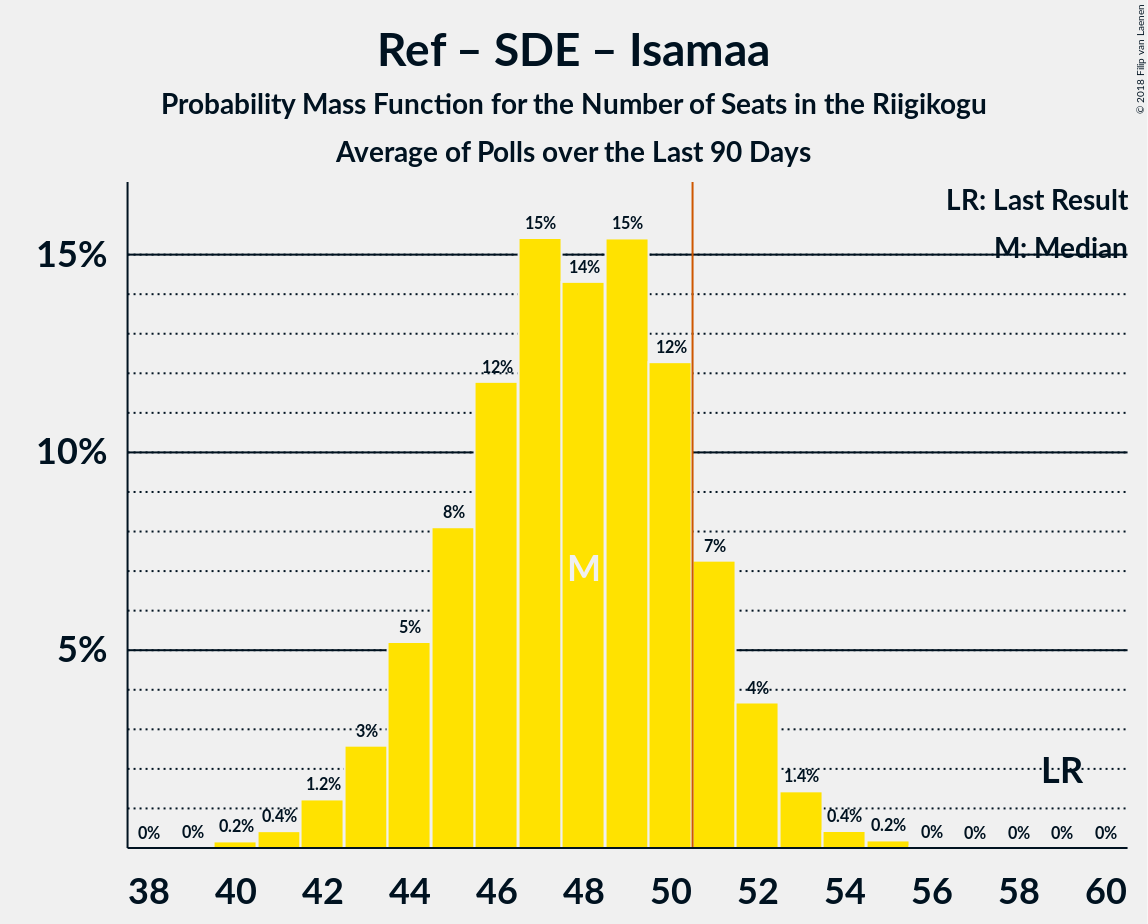 Ref – SDE – Isamaa
Probability Mass Function for the Number of Seats in the Riigikogu
Average of Polls over the Last 90 Days
© 2018 Filip van Laenen
LR: Last Result
M: Median
15%
10%
5%
0%
0%
0.2%
0.4%
1.2%
3%
5%
8%
12%
15%
14%
15%
12%
7%
4%
1.4%
0.4%
0.2%
0%
0%
0%
0%
0%
M
LR
38 40 42 44 46 48 50 52 54 56 58 60